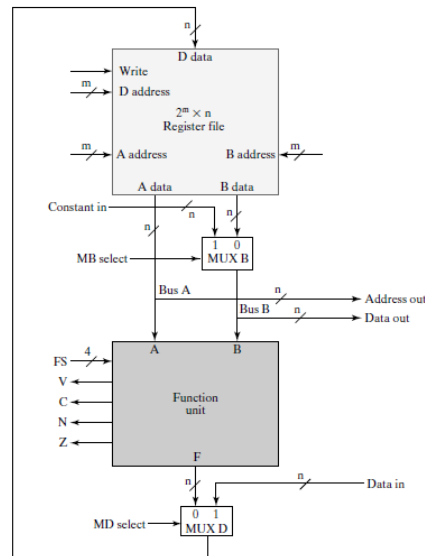 n
D data
Write
m
D address
2^m × n
Register file
m
A address
B address
m
A data
B data
Constant in
n
n
n
1 0
MB select
MUX B
Bus A
n
Address out
Bus B
n
Data out
4
A
B
FS
V
Function
C
unit
N
Z
F
n
n
Data in
0 1
MD select
MUX D